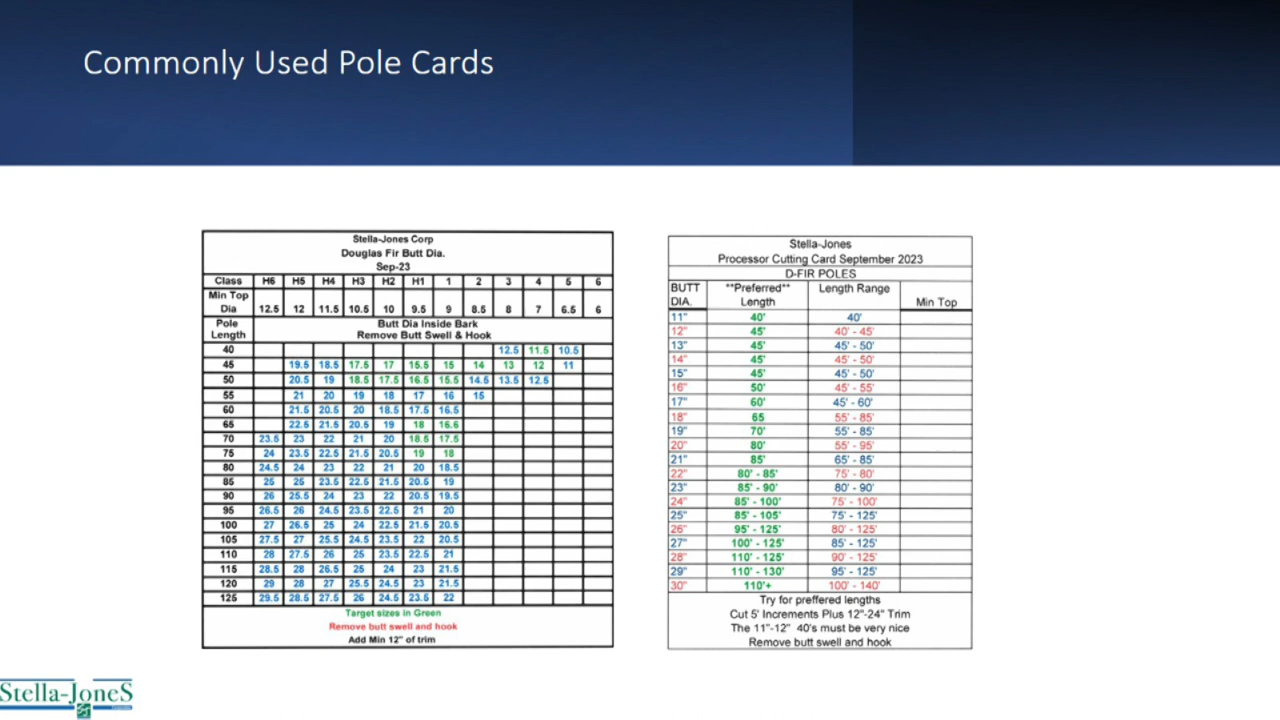 Commonly Used Pole Cards
Stella-Jones Corp
Douglas Fir Butt Dia.
Sep-23
Class H6 H5 H4 H3 H2 H1 1 2 3 4 5 6
Min Top
Dia 12.5 12 11.5 10.5 10 9.5 9 8.5 8 7 6.5 6
Pole
Length
Butt Dia Inside Bark
Remove Butt Swell & Hook
40 12.5 11.5 10.5
45 19.5 18.5 17.5 17 15.5 15 14 13 12 11
50 20.5 19 18.5 17.5 16.5 15.5 14.5 13.5 12.5
55 21 20 19 18 17 16 15
60 21.5 20.5 20 18.5 17.5 16.5
65 22.5 21.5 20.5 19 18 16.6
70 23.5 23 22 21 20 18.5 17.5
75 24 23.5 22.5 21.5 20.5 19 18
80 24.5 24 23 22 21 20 18.5
85 25 25 23.5 22.5 21.5 20.5 19
90 26 25.5 24 23 22 20.5 19.5
95 26.5 26 24.5 23.5 22.5 21 20
100 27 26.5 25 24 22.5 21.5 20.5
105 27.5 27 25.5 24.5 23.5 22 20.5
110 28 27.5 26 25 23.5 22.5 21
115 28.5 28 26.5 25 24 23 21.5
120 29 28 27 25.5 24.5 23 21.5
125 29.5 28.5 27.5 26 24.5 23.5 22
Target sizes in Green
Remove butt swell and hook
Add Min 12" of trim
Stella-Jones
Processor Cutting Card September 2023
D-FIR POLES
BUTT DIA. **Preferred** Length Length Range Min Top
11" 40' 40'
12" 45' 40' - 45'
13" 45' 45' - 50'
14" 45' 45' - 50'
15" 45' 45' - 50'
16" 50' 45' - 55'
17" 60' 45' - 60'
18" 65 55' - 85'
19" 70' 55' - 85'
20" 80' 55' - 95'
21" 85' 65' - 85'
22" 80' - 85' 75' - 80'
23" 85' - 90' 80' - 90'
24" 85' - 100' 75' - 100'
25" 85' - 105' 75' - 125'
26" 95' - 125' 80' - 125'
27" 100' - 125' 85' - 125'
28" 110' - 125' 90' - 125'
29" 110' - 130' 95' - 125'
30" 110'+ 100' - 140'
Try for preffered lengths
Cut 5' Increments Plus 12"-24" Trim
The 11"-12" 40's must be very nice
Remove butt swell and hook
Stella-JoneS